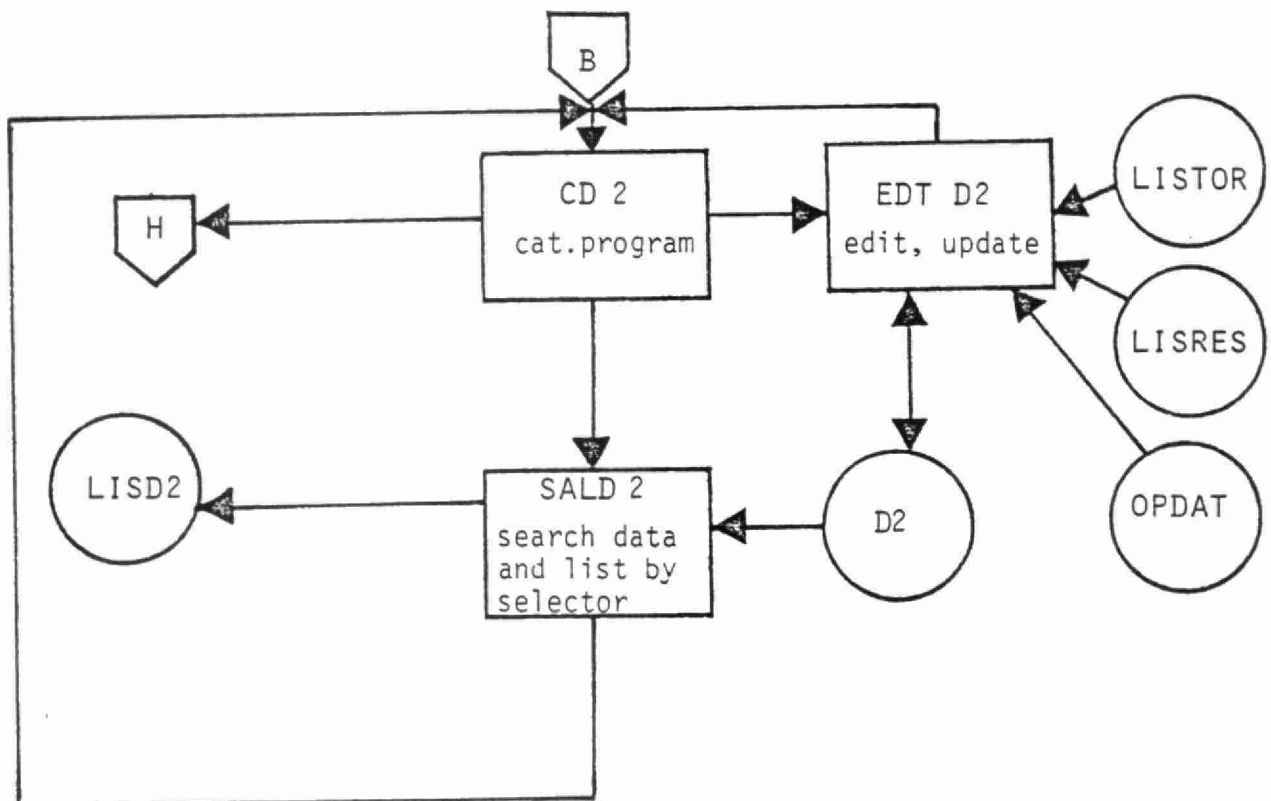 B
CD 2
cat.program
EDT D2
edit, update
LISTOR
H
LISRES
LISD2
SALD 2
search data
and list by
selector
D2
OPDAT